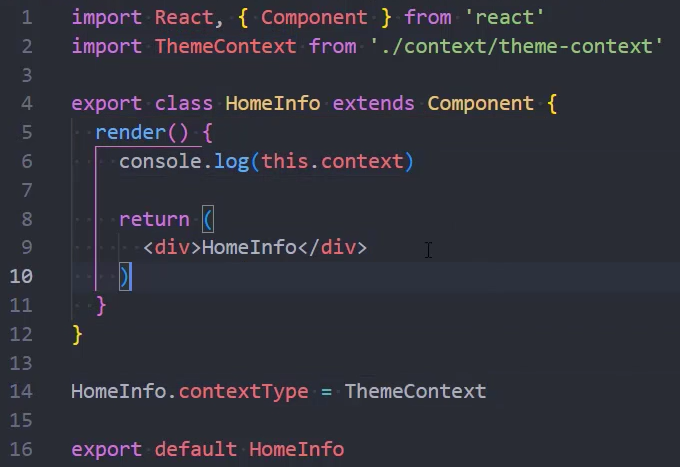 1 import React, { Component } from 'react'
2 import ThemeContext from './context/theme-context'
3
4 export class HomeInfo extends Component {
5   render() {
6     console.log(this.context)
7
8     return (
9       <div>HomeInfo</div>
10     )
11   }
12 }
13
14 HomeInfo.contextType = ThemeContext
15
16 export default HomeInfo